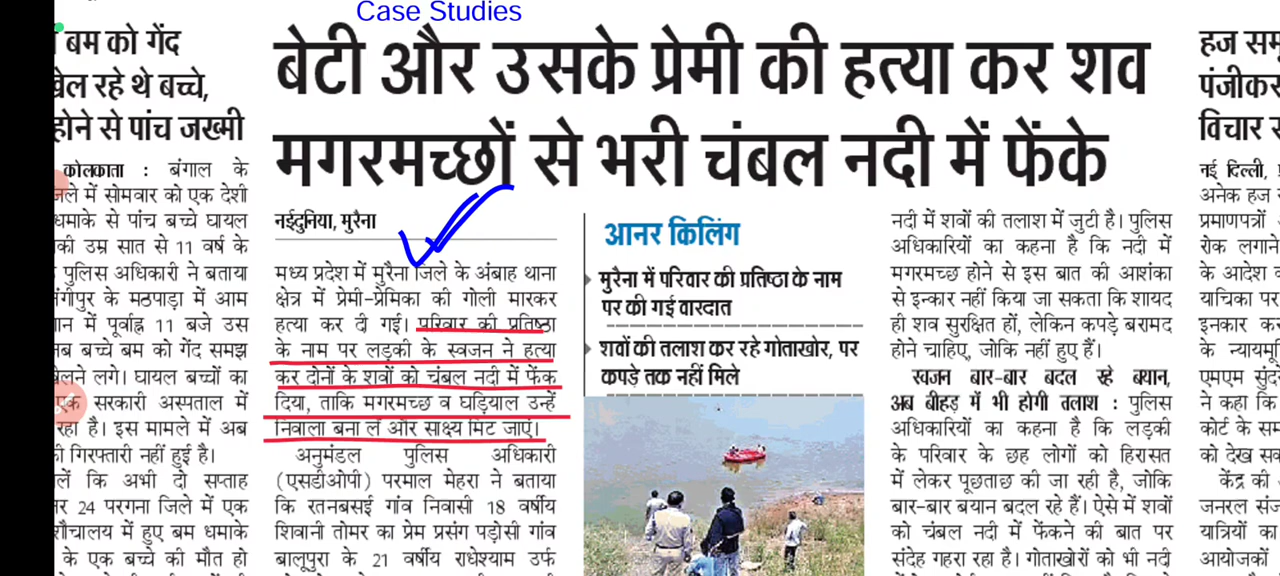 Case Studies
बम को गेंद
खेल रहे थे बच्चे,
होने से पांच जख्मी
कोलकाता : बंगाल के
जिले में सोमवार को एक देशी
धमाके से पांच बच्चे घायल
की उम्र सात से 11 वर्ष के
पुलिस अधिकारी ने बताया
के मठपाड़ा में आम
में पूर्वाह्न 11 बजे उस
बच्चे बम को गेंद समझ
खेलने लगे। घायल बच्चों का
एक सरकारी अस्पताल में
रहा है। इस मामले में अब
गिरफ्तारी नहीं हुई है।
कि अभी दो सप्ताह
24 परगना जिले में एक
शौचालय में हुए बम धमाके
के एक बच्चे की मौत हो
बेटी और उसके प्रेमी की हत्या कर शव
मगरमच्छों से भरी चंबल नदी में फेंके
नईदुनिया, मुरैना
मध्य प्रदेश में मुरैना जिले के अंबाह थाना
क्षेत्र में प्रेमी-प्रेमिका की गोली मारकर
हत्या कर दी गई। परिवार की प्रतिष्ठा
के नाम पर लड़की के स्वजन ने हत्या
कर दोनों के शवों को चंबल नदी में फेंक
दिया, ताकि मगरमच्छ व घड़ियाल उन्हें
निवाला बना लें और साक्ष्य मिट जाएं।
अनुमंडल पुलिस अधिकारी
(एसडीओपी) परमाल मेहरा ने बताया
कि रतनबसई गांव निवासी 18 वर्षीय
शिवानी तोमर का प्रेम प्रसंग पड़ोसी गांव
बालूपुरा के 21 वर्षीय राधेश्याम उर्फ
आनर किलिंग
मुरैना में परिवार की प्रतिष्ठा के नाम
पर की गई वारदात
शवों की तलाश कर रहे गोताखोर, पर
कपड़े तक नहीं मिले
नदी में शवों की तलाश में जुटी है। पुलिस
अधिकारियों का कहना है कि नदी में
मगरमच्छ होने से इस बात की आशंका
से इन्कार नहीं किया जा सकता कि शायद
ही शव सुरक्षित हों, लेकिन कपड़े बरामद
होने चाहिए, जोकि नहीं हुए हैं।
स्वजन बार-बार बदल रहे बयान,
अब बीहड़ में भी होगी तलाश : पुलिस
अधिकारियों का कहना है कि लड़की
के परिवार के छह लोगों को हिरासत
में लेकर पूछताछ की जा रही है, जोकि
बार-बार बयान बदल रहे हैं। ऐसे में शवों
को चंबल नदी में फेंकने की बात पर
संदेह गहरा रहा है। गोताखोरों को भी नदी
हज
पंजीकर
विचार
नई दिल्ली,
अनेक हज
प्रमाणपत्रों
रोक लगाने
के आदेश
याचिका पर
इनकार कर
के न्यायमूर्ति
एमएम
ने कहा कि
कोर्ट के
को देख
केंद्र की
जनरल
यात्रियों का
आयोजकों